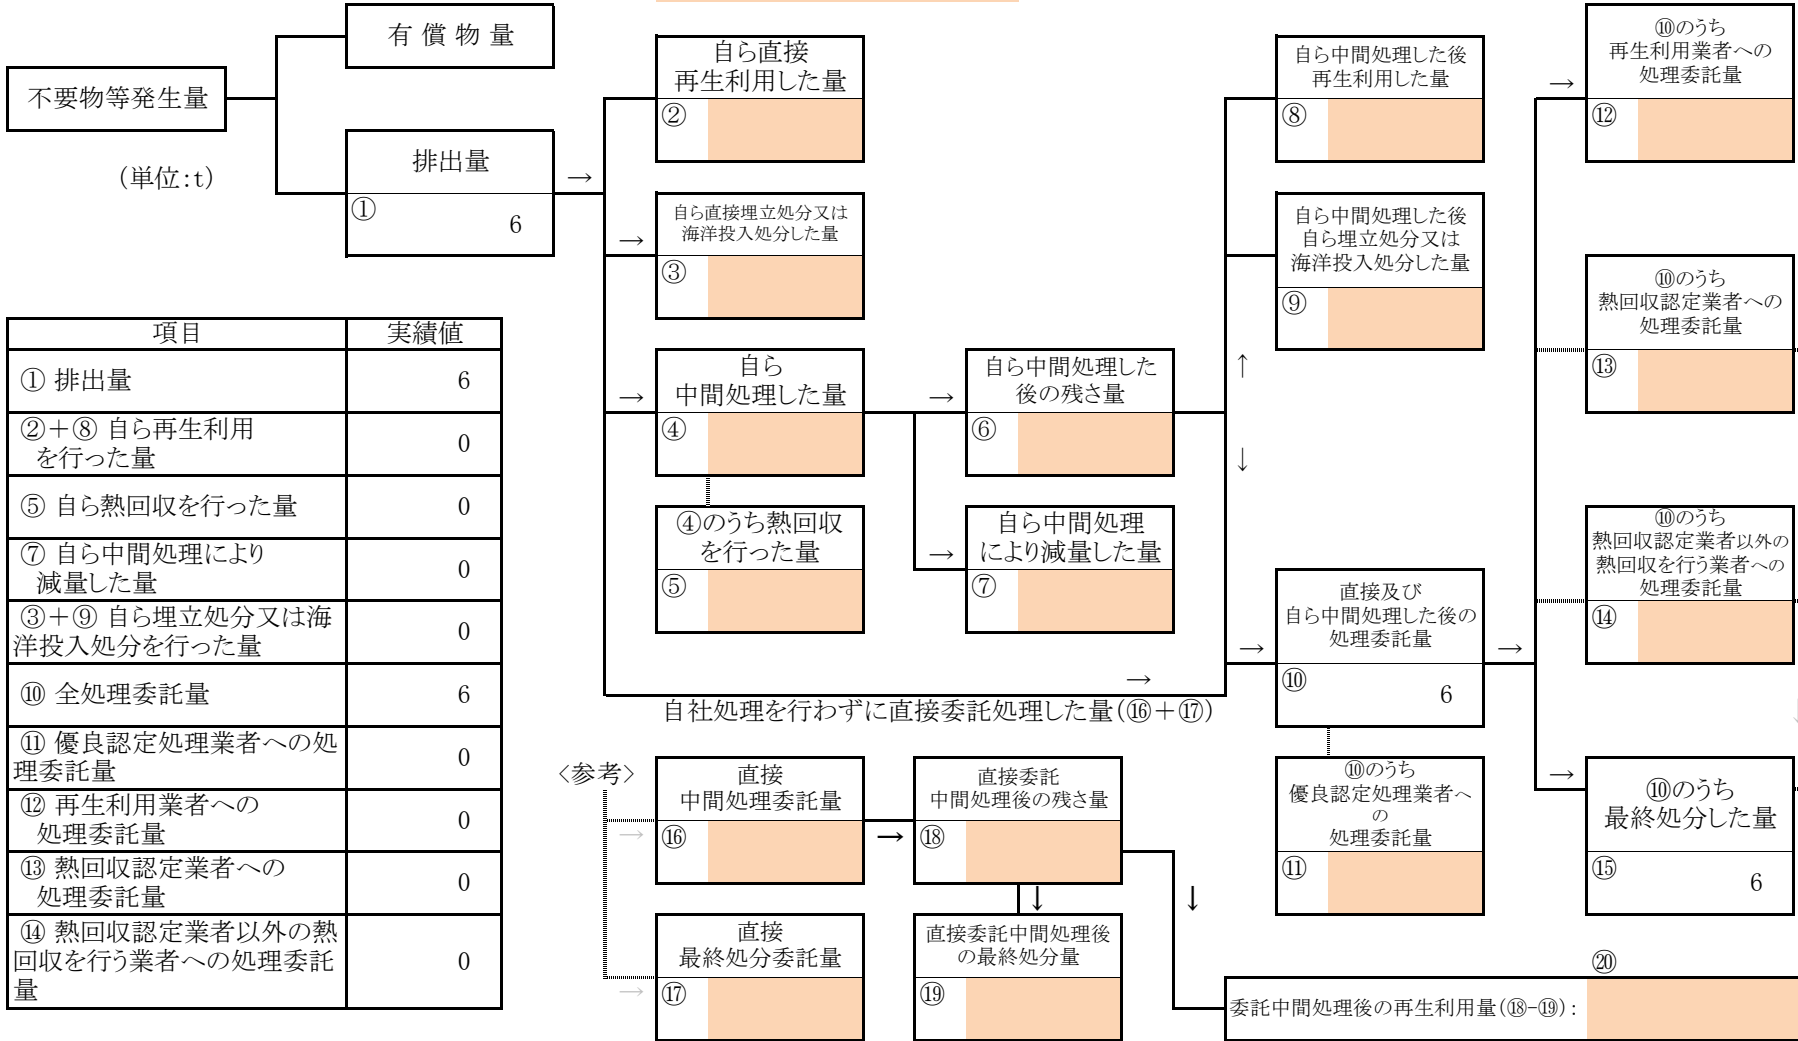 有 償 物 量
不要物等発生量
(単位:t)
排出量
→
①
6
自ら直接
再生利用した量
②
→
自ら直接埋立処分又は
海洋投入処分した量
③
→
自ら
中間処理した量
④
④のうち熱回収
を行った量
⑤
→
自ら中間処理した
後の残さ量
⑥
→
自ら中間処理
により減量した量
⑦
自ら中間処理した後
再生利用した量
⑧
自ら中間処理した後
自ら埋立処分又は
海洋投入処分した量
⑨
↑
↓
→
自社処理を行わずに直接委託処理した量(⑯+⑰)
→
直接及び
自ら中間処理した後の
処理委託量
⑩
6
→
⑩のうち
優良認定処理業者へ
の
処理委託量
⑪
→
⑩のうち
再生利用業者への
処理委託量
⑫
⑩のうち
熱回収認定業者への
処理委託量
⑬
⑩のうち
熱回収認定業者以外の
熱回収を行う業者への
処理委託量
⑭
→
⑩のうち
最終処分した量
⑮
6
項目 実績値
① 排出量 6
②+⑧ 自ら再生利用
を行った量 0
⑤ 自ら熱回収を行った量 0
⑦ 自ら中間処理により
減量した量 0
③+⑨ 自ら埋立処分又は海
洋投入処分を行った量 0
⑩ 全処理委託量 6
⑪ 優良認定処理業者への処
理委託量 0
⑫ 再生利用業者への
処理委託量 0
⑬ 熱回収認定業者への
処理委託量 0
⑭ 熱回収認定業者以外の熱
回収を行う業者への処理委託
量 0
<参考>
→
直接
中間処理委託量
⑯
→
直接委託
中間処理後の残さ量
⑱
↓
↓
→
直接
最終処分委託量
⑰
直接委託中間処理後
の最終処分量
⑲
⑳
委託中間処理後の再生利用量(⑱-⑲):